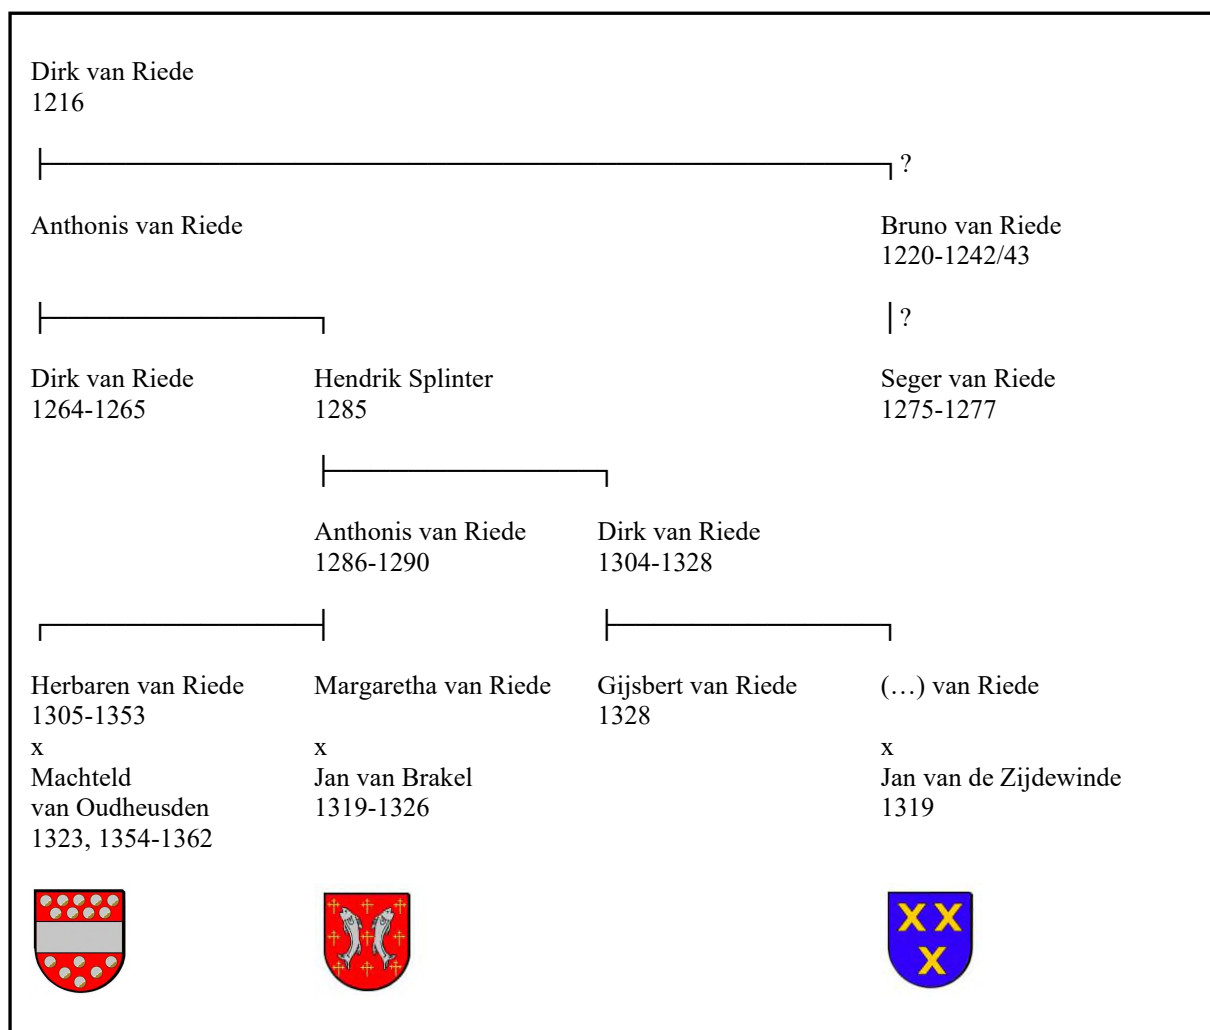 Dirk van Riede
1216
?
Anthonis van Riede
Bruno van Riede
1220-1242/43
?
Dirk van Riede
1264-1265
Hendrik Splinter
1285
Seger van Riede
1275-1277
Anthonis van Riede
1286-1290
Dirk van Riede
1304-1328
Herbaren van Riede
1305-1353
x
Machteld
van Oudheusden
1323, 1354-1362
Margaretha van Riede
x
Jan van Brakel
1319-1326
Gijsbert van Riede
1328
(…) van Riede
x
Jan van de Zijdewinde
1319